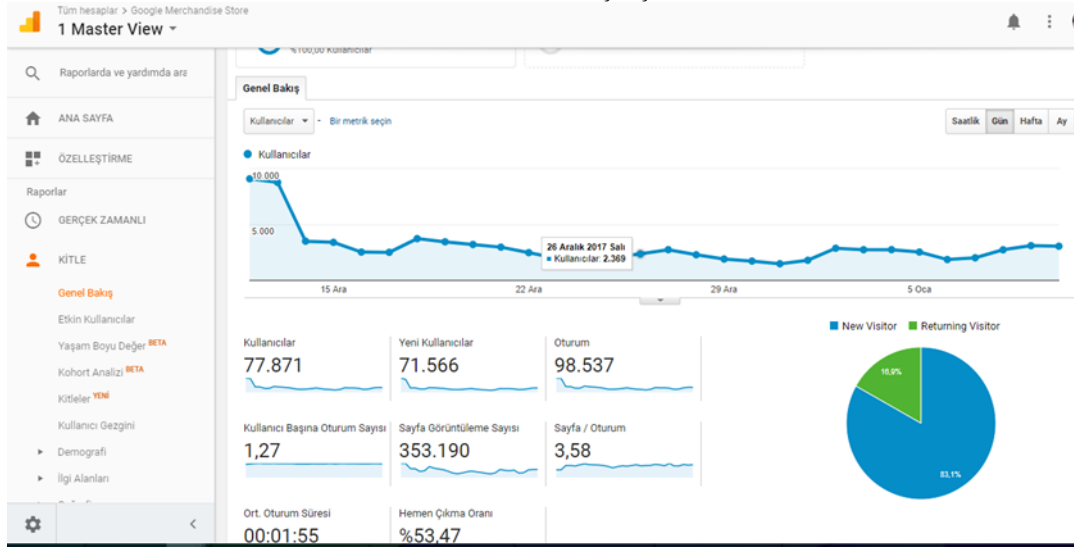 Tüm hesaplar > Google Merchandise Store
1 Master View
Raporlarda ve yardımda ara
%100,00 Kullanıcılar
ANA SAYFA
ÖZELLEŞTİRME
Raporlar
GERÇEK ZAMANLI
KİTLE
Genel Bakış
Etkin Kullanıcılar
Yaşam Boyu Değer BETA
Kohort Analizi BETA
Kitleler YENİ
Kullanıcı Gezgini
Demografi
İlgi Alanları
Genel Bakış
Kullanıcılar - Bir metrik seçin
Saatlik Gün Hafta Ay
Kullanıcılar
10.000
5.000
26 Aralık 2017 Salı
Kullanıcılar: 2.369
15 Ara 22 Ara 29 Ara 5 Oca
New Visitor Returning Visitor
Kullanıcılar Yeni Kullanıcılar Oturum
77.871 71.566 98.537
16,9%
83,1%
Kullanıcı Başına Oturum Sayısı Sayfa Görüntüleme Sayısı Sayfa / Oturum
1,27 353.190 3,58
Ort. Oturum Süresi Hemen Çıkma Oranı
00:01:55 %53,47